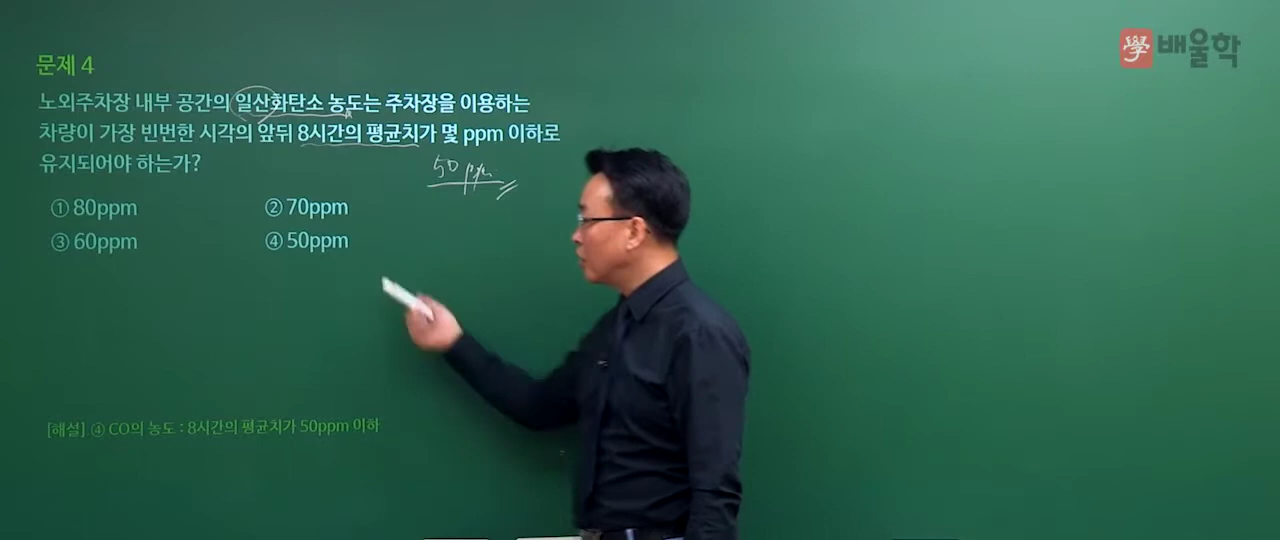 學 배울학
문제 4
노외주차장 내부 공간의 일산화탄소 농도는 주차장을 이용하는
차량이 가장 빈번한 시각의 앞뒤 8시간의 평균치가 몇 ppm 이하로
유지되어야 하는가?
50 ppm
① 80ppm ② 70ppm
③ 60ppm ④ 50ppm
[해설] ④ CO의 농도 : 8시간의 평균치가 50ppm 이하